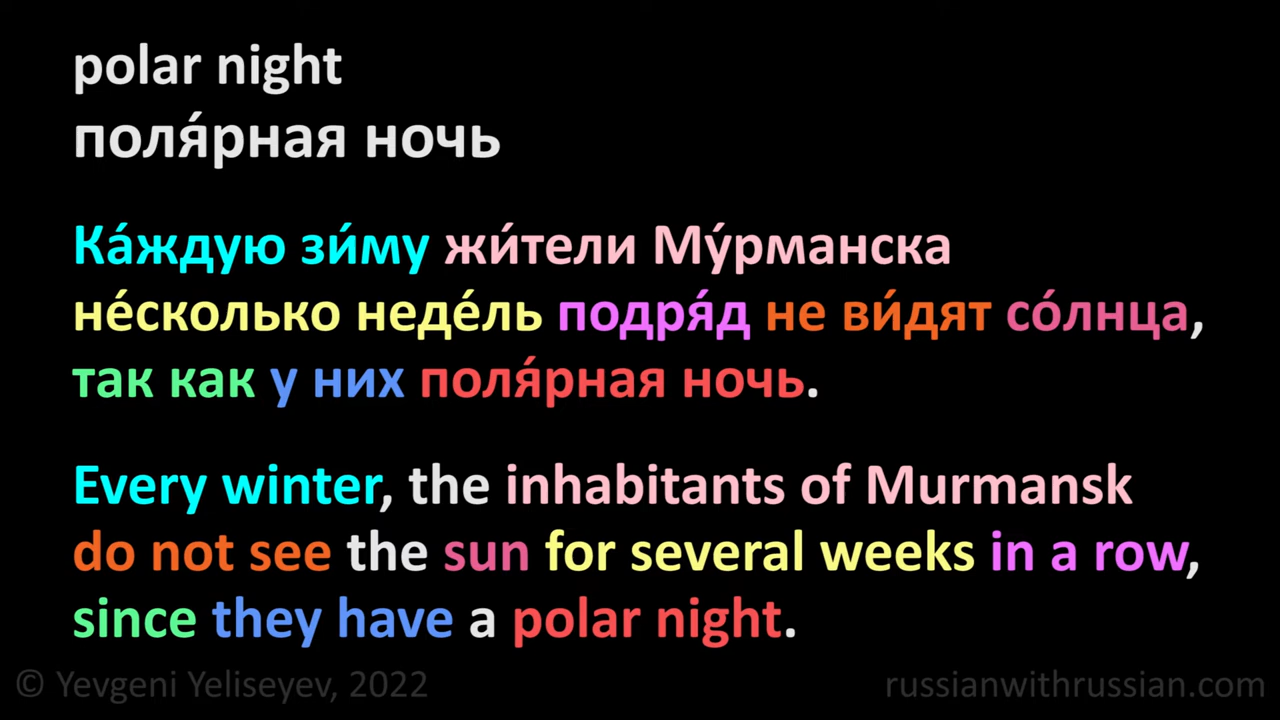 polar night
поля́рная ночь
Ка́ждую зи́му жи́тели Му́рманска
не́сколько неде́ль подря́д не ви́дят со́лнца,
так как у них поля́рная ночь.
Every winter, the inhabitants of Murmansk
do not see the sun for several weeks in a row,
since they have a polar night.
© Yevgeni Yeliseyev, 2022
russianwithrussian.com